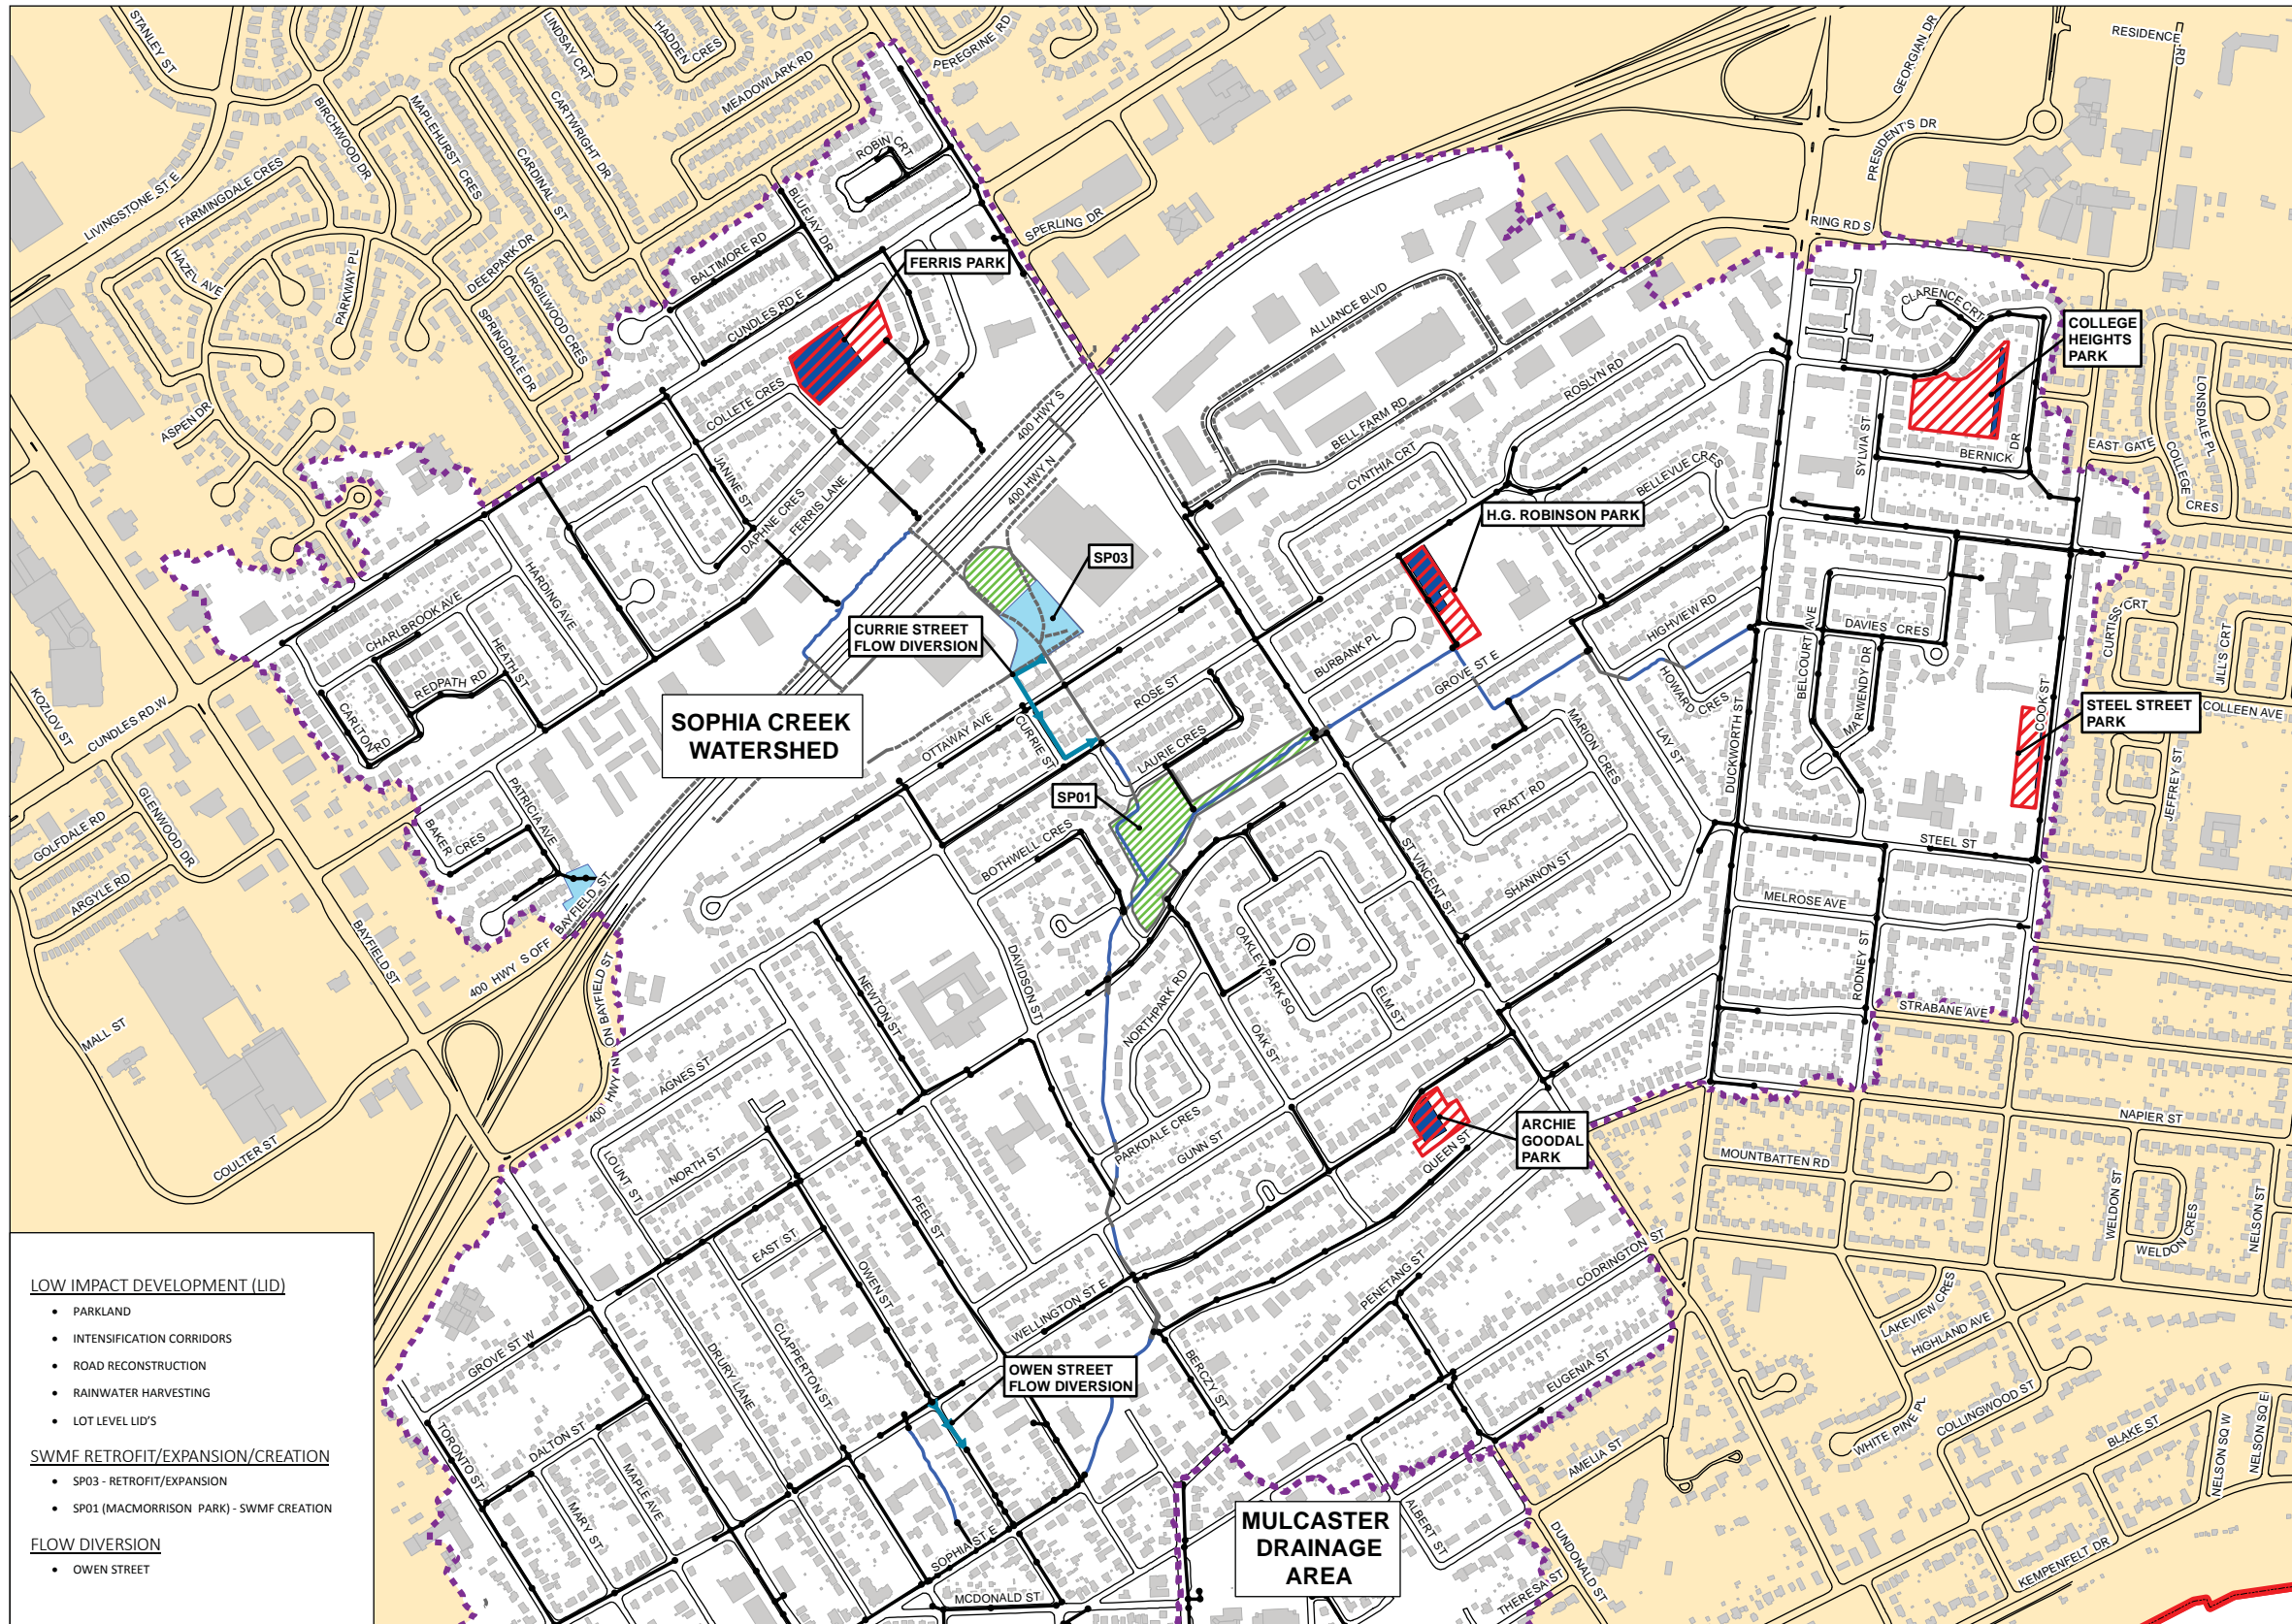 STANLEY ST
LINDSAY CRT
HADDEN CRES
PEREGRINE RD
GEORGIAN DR
RESIDENCE RD
BIRCHWOOD DR
MAPLEHURST CRES
CARTWRIGHT DR
CARDINAL ST
MEADOWLARK RD
ROBIN CRT
PRESIDENT'S DR
LIVINGSTONE ST E
FARMINGDALE CRES
HAZEL AVE
PARKWAY PL
DEERPARK DR
VIRGILWOOD CRES
SPRINGDALE DR
BLUEJAY DR
BALTIMORE RD
SPERLING DR
RING RD S
FERRIS PARK
CUNDLES RD E
ALLIANCE BLVD
CLARENCE CRT
COLLEGE
HEIGHTS
PARK
ASPEN DR
COLLETE CRES
400 HWY S
400 HWY N
BELL FARM RD
ROSLYN RD
SYLVIA ST
BERNICK DR
EAST GATE
LONSDALE PL
COLLEGE CRES
JANINE ST
DAPHNE CRES
FERRIS LANE
CYNTHIA CRT
BELLEVUE CRES
H.G. ROBINSON PARK
SP03
HARDING AVE
CHARLBROOK AVE
HEATH ST
REDPATH RD
CARLTON RD
CURRIE STREET
FLOW DIVERSION
BURBANK PL
GROVE ST E
HIGHVIEW RD
HOWARD CRES
BELCOURT AVE
DAVIES CRES
MARWENDY DR
CURTIS CRT
JILL'S CRT
COLLEEN AVE
STEEL STREET
PARK
COOK ST
JEFFREY ST
KOZLOV ST
CUNDLES RD W
SOPHIA CREEK
WATERSHED
OTTAWAY AVE
CURRIE ST
ROSE ST
LAURIE CRES
SP01
MARION CRES
LAY ST
DUCKWORTH ST
PRATT RD
SHANNON ST
STEEL ST
MELROSE AVE
GOLFDALE RD
GLENWOOD DR
ARGYLE RD
BAKER CRES
PATRICIA AVE
BAYFIELD ST
400 HWY S OFF BAYFIELD ST
BOTHWELL CRES
ST VINCENT ST
DAVIDSON ST
OAKLEY PARK SQ
ELM ST
OAK ST
NORTHPARK RD
RODNEY ST
STRABANE AVE
MALL ST
COULTER ST
400 HWY N ON BAYFIELD ST
NEWTON ST
AGNES ST
NORTH ST
LOUNT ST
PARKDALE CRES
GUNN ST
QUEEN ST
ARCHIE
GOODAL
PARK
NAPIER ST
MOUNTBATTEN RD
WELDON ST
WELDON CRES
NELSON ST
PEEL ST
EAST ST
OWEN ST
WELLINGTON ST E
PENETANG ST
CODRINGTON ST
EUGENIA ST
LAKEVIEW CRES
HIGHLAND AVE
GROVE ST W
DRURY LANE
CLAPPERTON ST
OWEN STREET
FLOW DIVERSION
BERCZY ST
WHITE PINE PL
COLLINGWOOD ST
BLAKE ST
NELSON SQ W
NELSON SQ E
AMELIA ST
TORONTO ST
DALTON ST
MAPLE AVE
MARY ST
SOPHIA ST E
MCDONALD ST
MULCASTER
DRAINAGE
AREA
ALBERT ST
DUNDONALD ST
THERESA ST
KEMPENFELT DR
LOW IMPACT DEVELOPMENT (LID)
• PARKLAND
• INTENSIFICATION CORRIDORS
• ROAD RECONSTRUCTION
• RAINWATER HARVESTING
• LOT LEVEL LID'S
SWMF RETROFIT/EXPANSION/CREATION
• SP03 - RETROFIT/EXPANSION
• SP01 (MACMORRISON PARK) - SWMF CREATION
FLOW DIVERSION
• OWEN STREET